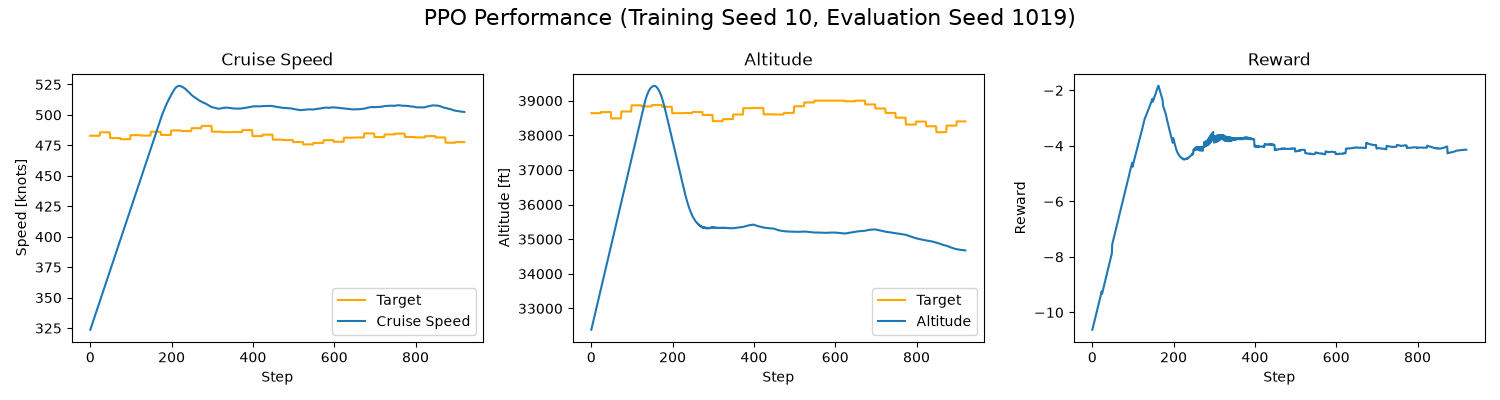 PPO Performance (Training Seed 10, Evaluation Seed 1019)
Cruise Speed
Speed [knots]
525
500
475
450
425
400
375
350
325
0 200 400 600 800
Step
Target
Cruise Speed
Altitude
Altitude [ft]
39000
38000
37000
36000
35000
34000
33000
0 200 400 600 800
Step
Target
Altitude
Reward
Reward
−2
−4
−6
−8
−10
0 200 400 600 800
Step